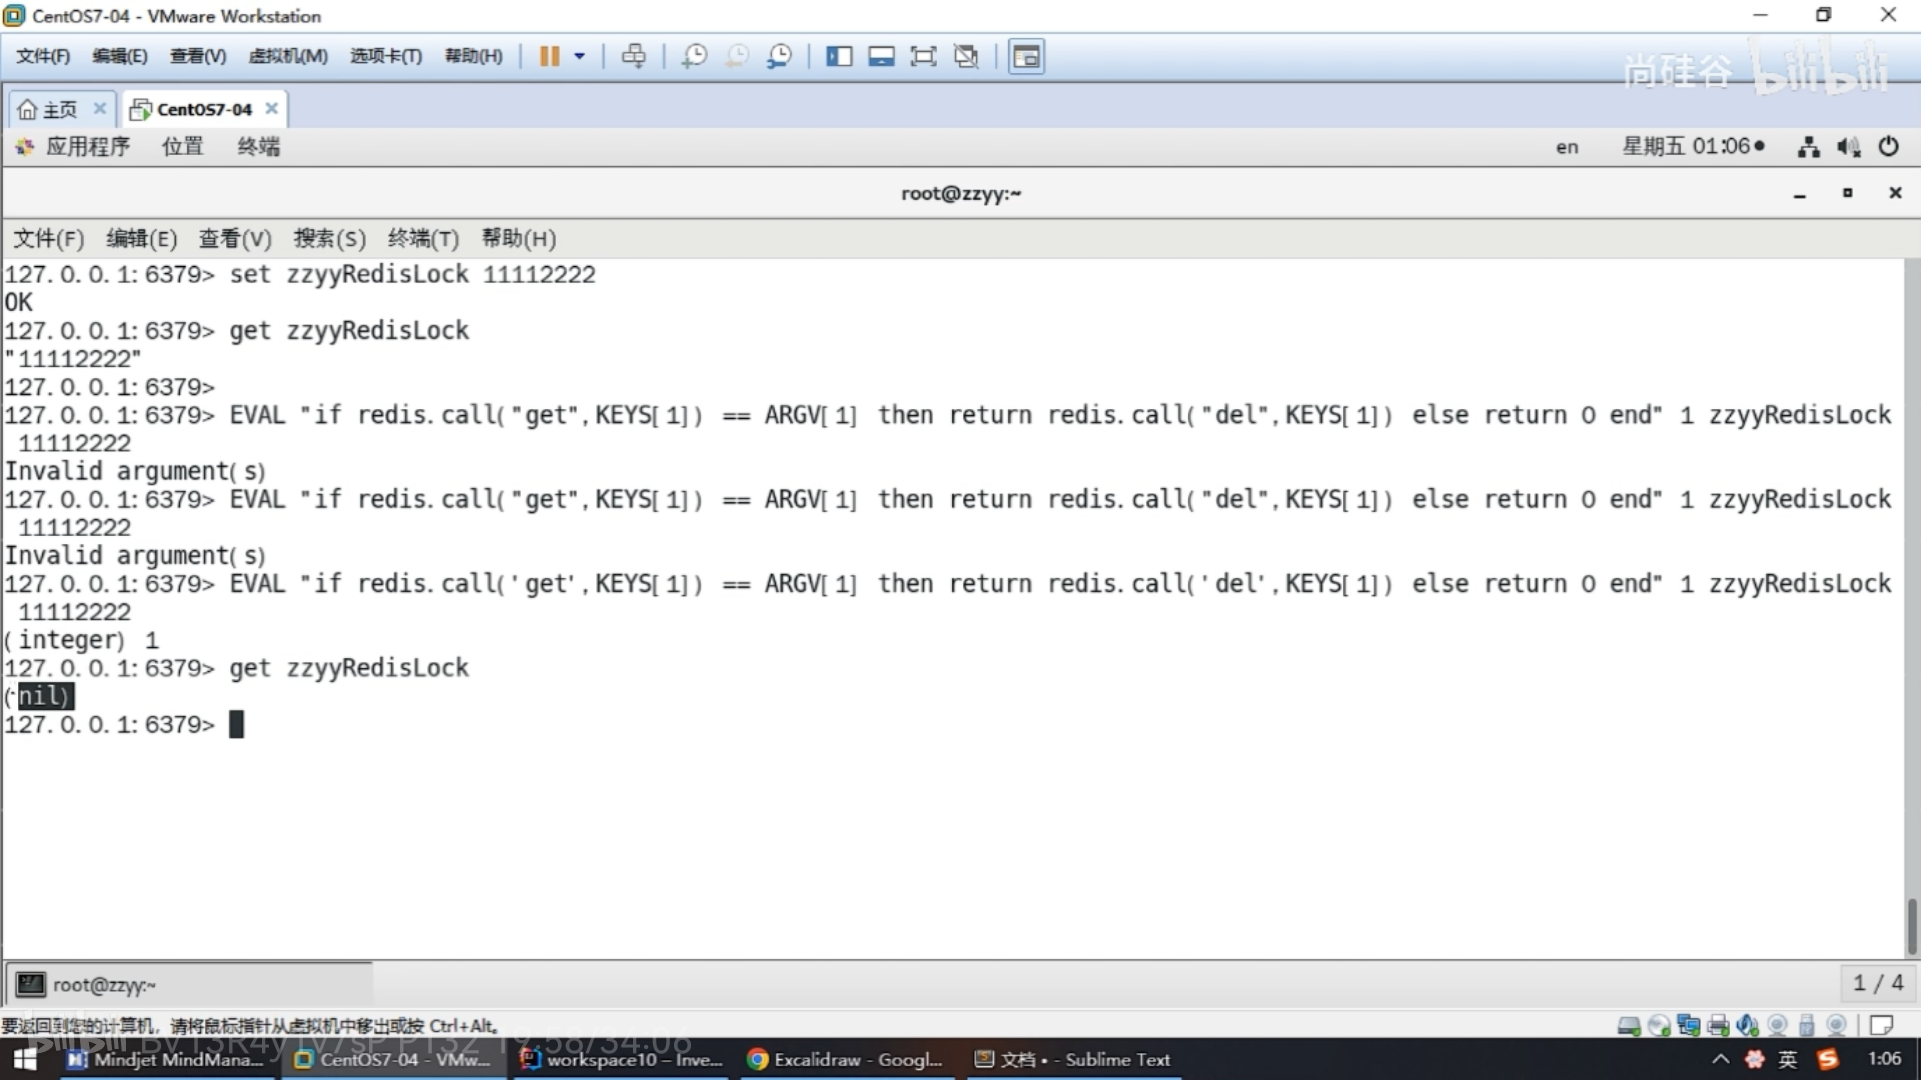 CentOS7-04 - VMware Workstation
文件(F) 编辑(E) 查看(V) 虚拟机(M) 选项卡(T) 帮助(H)
尚硅谷 bilibili
主页 CentOS7-04
应用程序 位置 终端 en 星期五 01:06
root@zzyy:~
文件(F) 编辑(E) 查看(V) 搜索(S) 终端(T) 帮助(H)
127.0.0.1:6379> set zzyyRedisLock 11112222
OK
127.0.0.1:6379> get zzyyRedisLock
"11112222"
127.0.0.1:6379>
127.0.0.1:6379> EVAL "if redis.call("get",KEYS[1]) == ARGV[1] then return redis.call("del",KEYS[1]) else return 0 end" 1 zzyyRedisLock
11112222
Invalid argument(s)
127.0.0.1:6379> EVAL "if redis.call("get",KEYS[1]) == ARGV[1] then return redis.call("del",KEYS[1]) else return 0 end" 1 zzyyRedisLock
11112222
Invalid argument(s)
127.0.0.1:6379> EVAL "if redis.call('get',KEYS[1]) == ARGV[1] then return redis.call('del',KEYS[1]) else return 0 end" 1 zzyyRedisLock
11112222
(integer) 1
127.0.0.1:6379> get zzyyRedisLock
(nil)
127.0.0.1:6379>
root@zzyy:~ 1 / 4
要返回到您的计算机，请将鼠标指针从虚拟机中移出或按 Ctrl+Alt。
bilibili BV13R4y1v7sP P132 19:58/34:06
Mindjet MindMana... CentOS7-04 - VMw... workspace10 – Inve... Excalidraw - Googl... 文档 • - Sublime Text 英 1:06